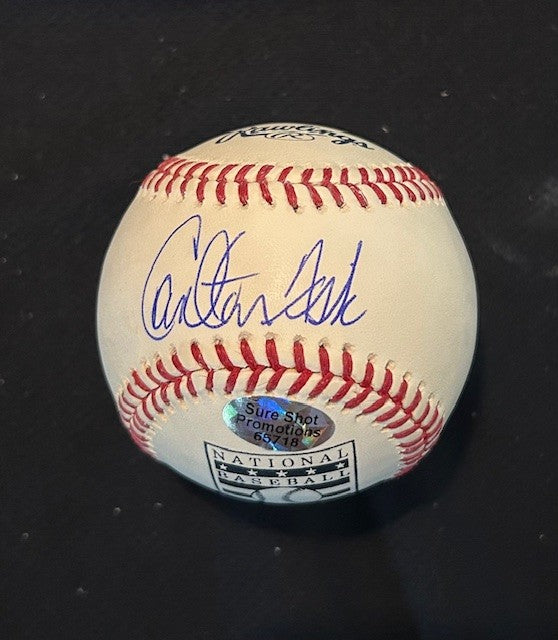 Rawlings
Carlton Fisk
Sure Shot
Promotions
65718
NATIONAL
BASEBALL